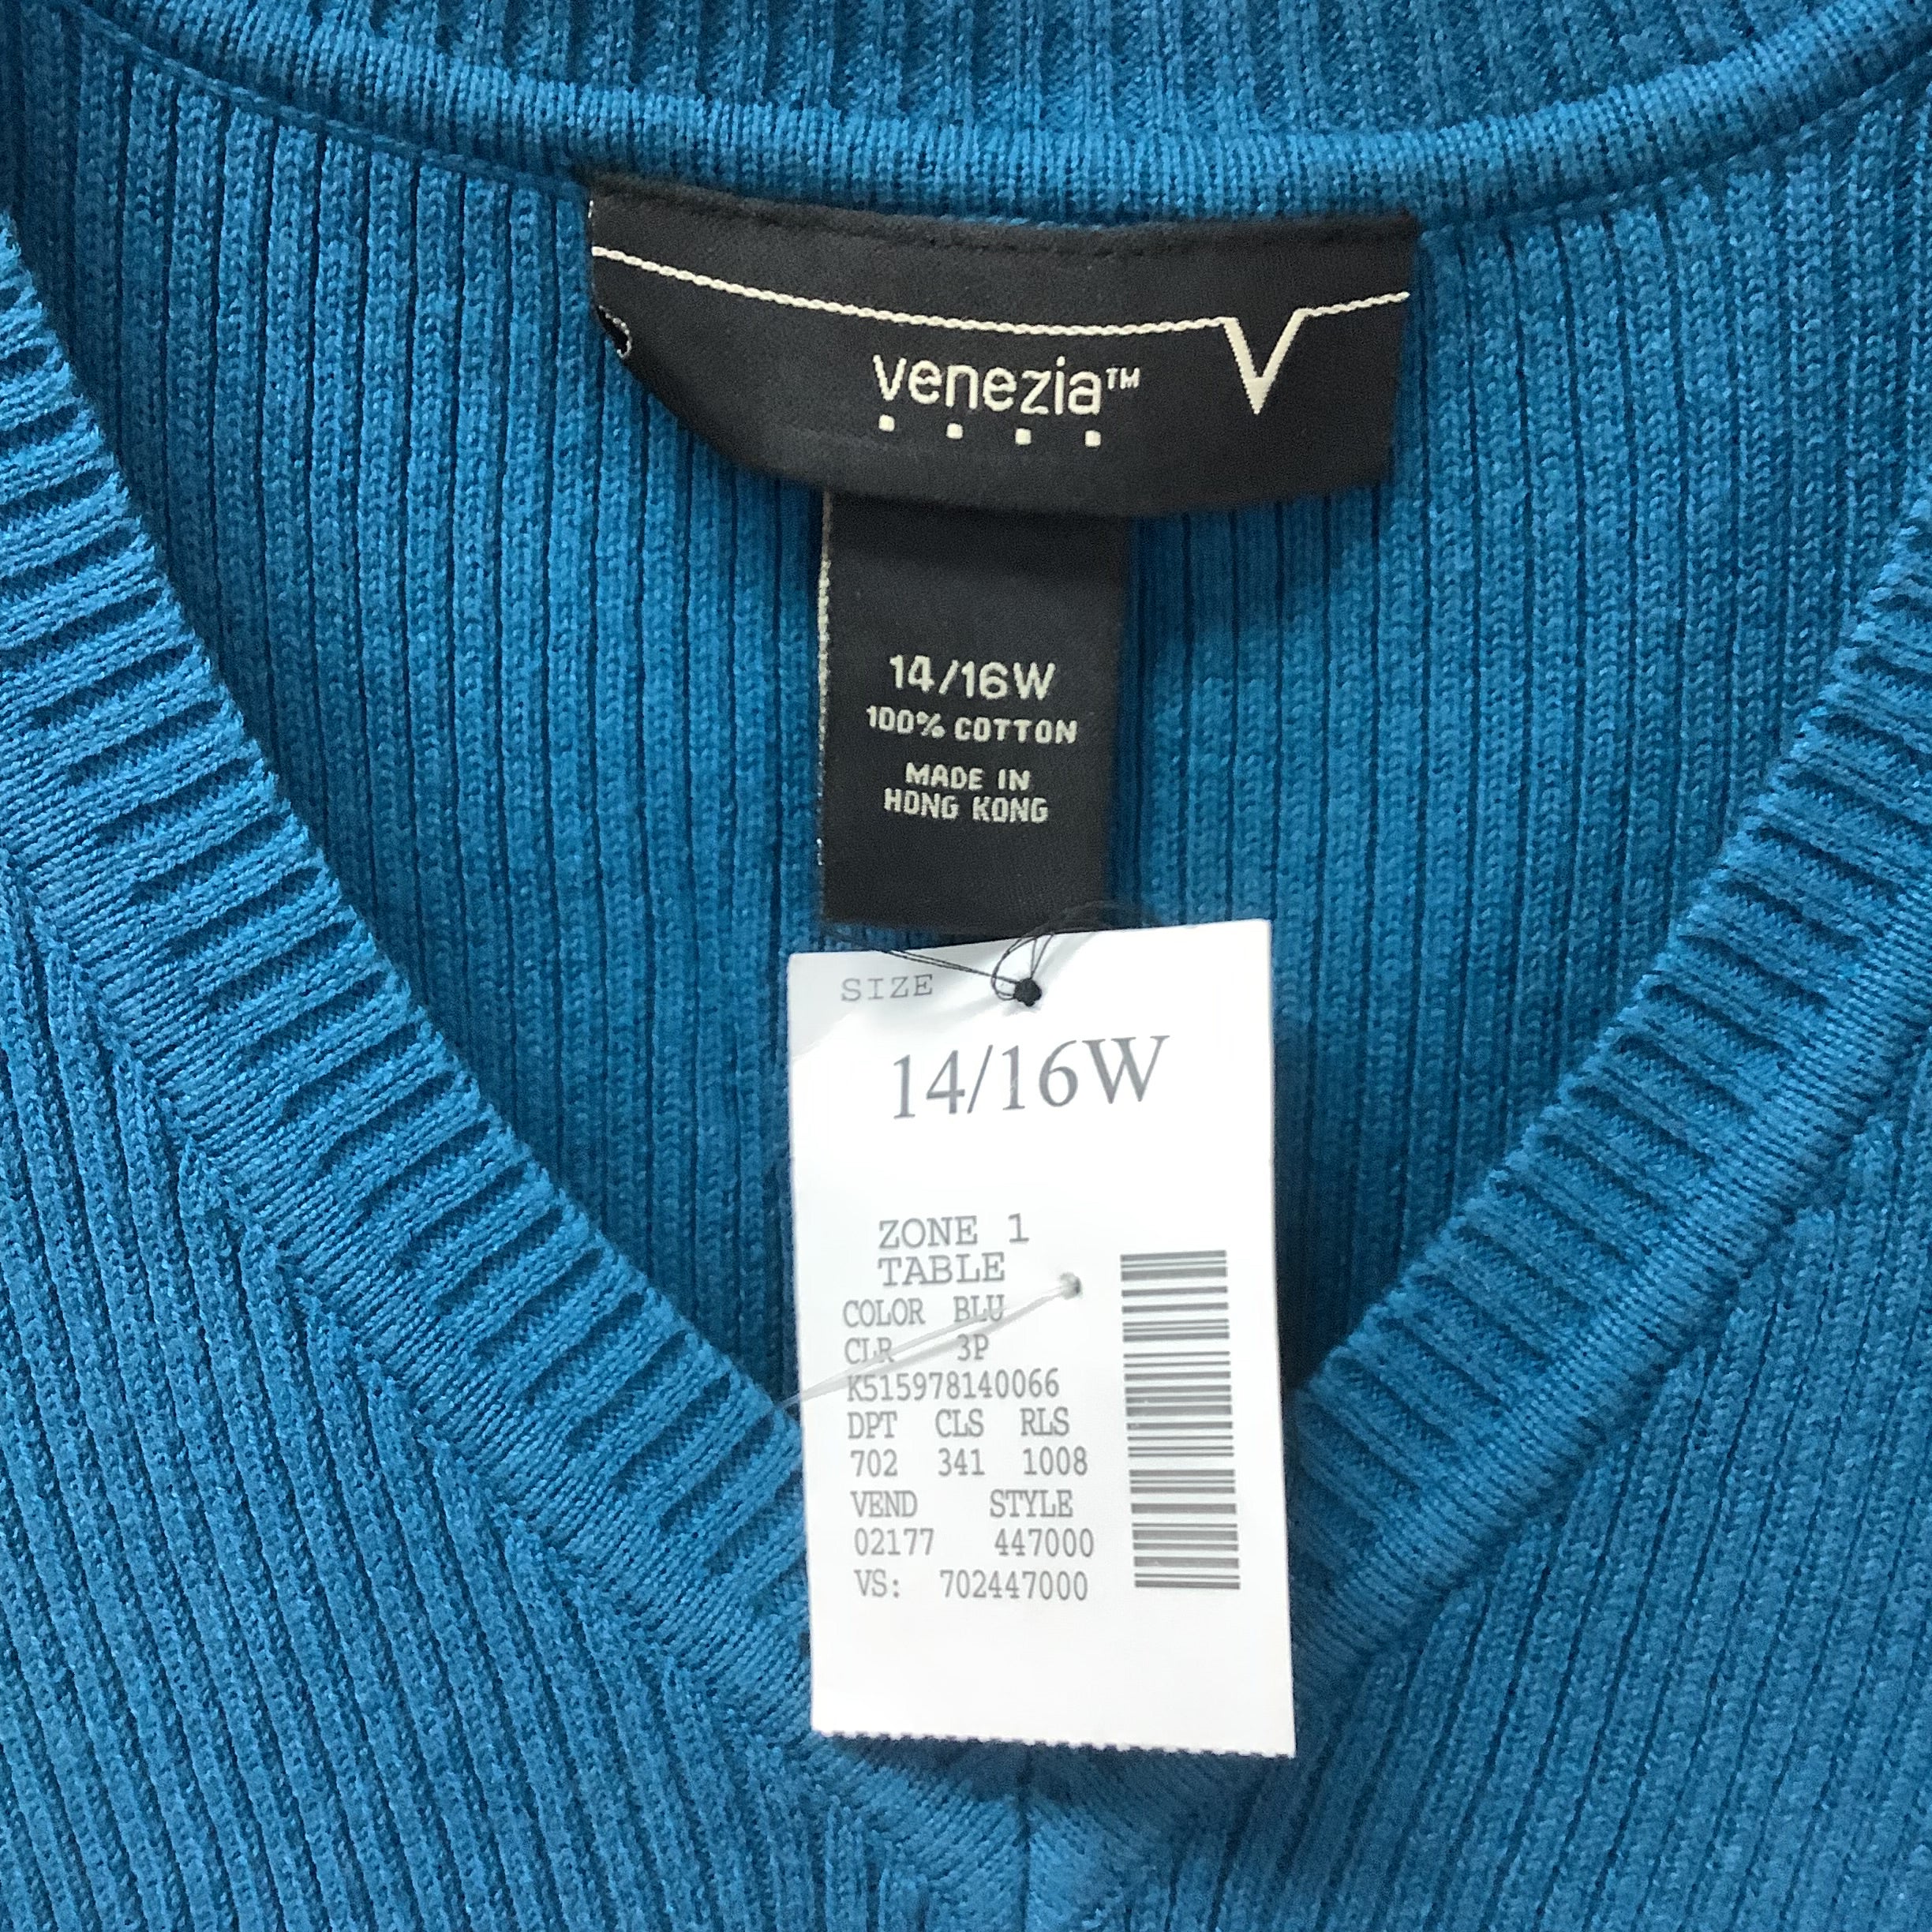 venezia™ V
14/16W
100% COTTON
MADE IN
HONG KONG
SIZE
14/16W
ZONE 1
TABLE
COLOR BLU
CLR 3P
K515978140066
DPT CLS RLS
702 341 1008
VEND STYLE
02177 447000
VS: 702447000